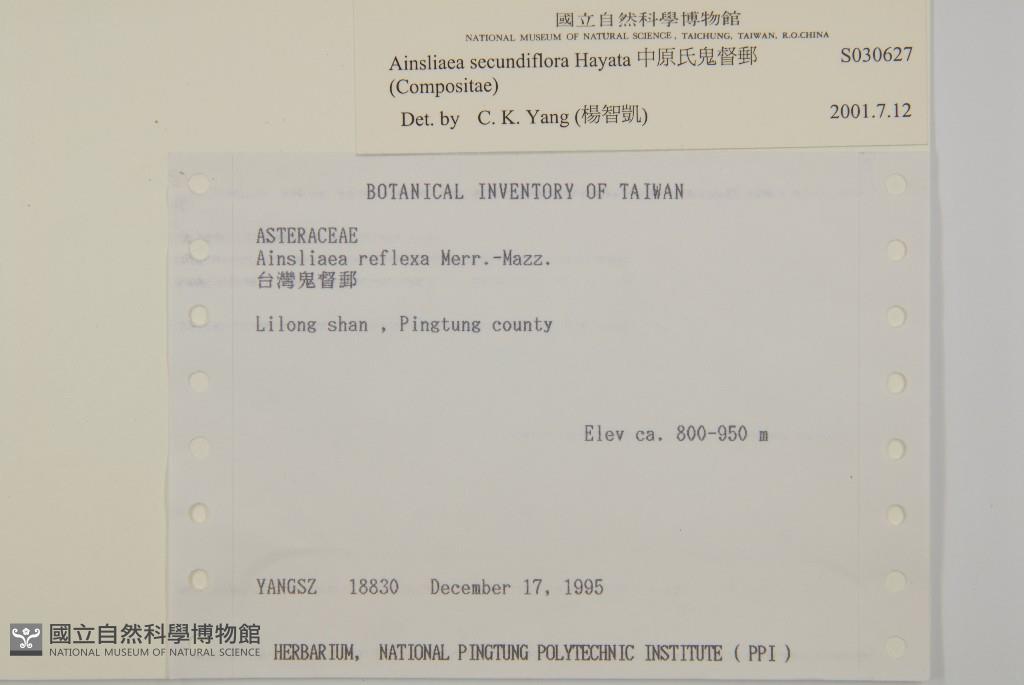 國立自然科學博物館
NATIONAL MUSEUM OF NATURAL SCIENCE, TAICHUNG, TAIWAN, R.O.CHINA
Ainsliaea secundiflora Hayata 中原氏鬼督郵 S030627
(Compositae)
Det. by C. K. Yang (楊智凱) 2001.7.12
BOTANICAL INVENTORY OF TAIWAN
ASTERACEAE
Ainsliaea reflexa Merr.-Mazz.
台灣鬼督郵
Lilong shan , Pingtung county
Elev ca. 800-950 m
YANGSZ 18830 December 17, 1995
HERBARIUM, NATIONAL PINGTUNG POLYTECHNIC INSTITUTE ( PPI )
國立自然科學博物館
NATIONAL MUSEUM OF NATURAL SCIENCE